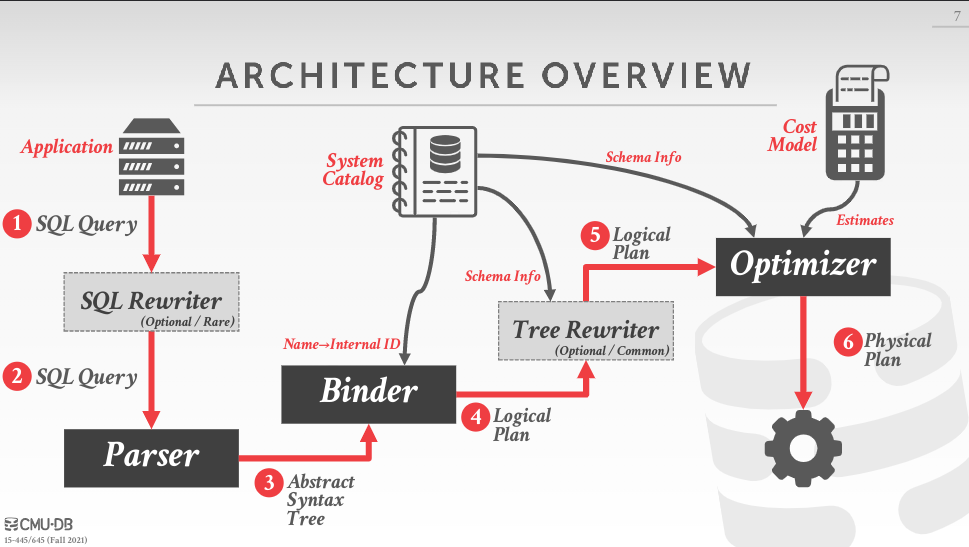 7
ARCHITECTURE OVERVIEW
Application
1 SQL Query
SQL Rewriter
(Optional / Rare)
2 SQL Query
Parser
3 Abstract
Syntax
Tree
System
Catalog
Name→Internal ID
Binder
4 Logical
Plan
Schema Info
Tree Rewriter
(Optional / Common)
5 Logical
Plan
Schema Info
Cost
Model
Estimates
Optimizer
6 Physical
Plan
CMU·DB
15-445/645 (Fall 2021)